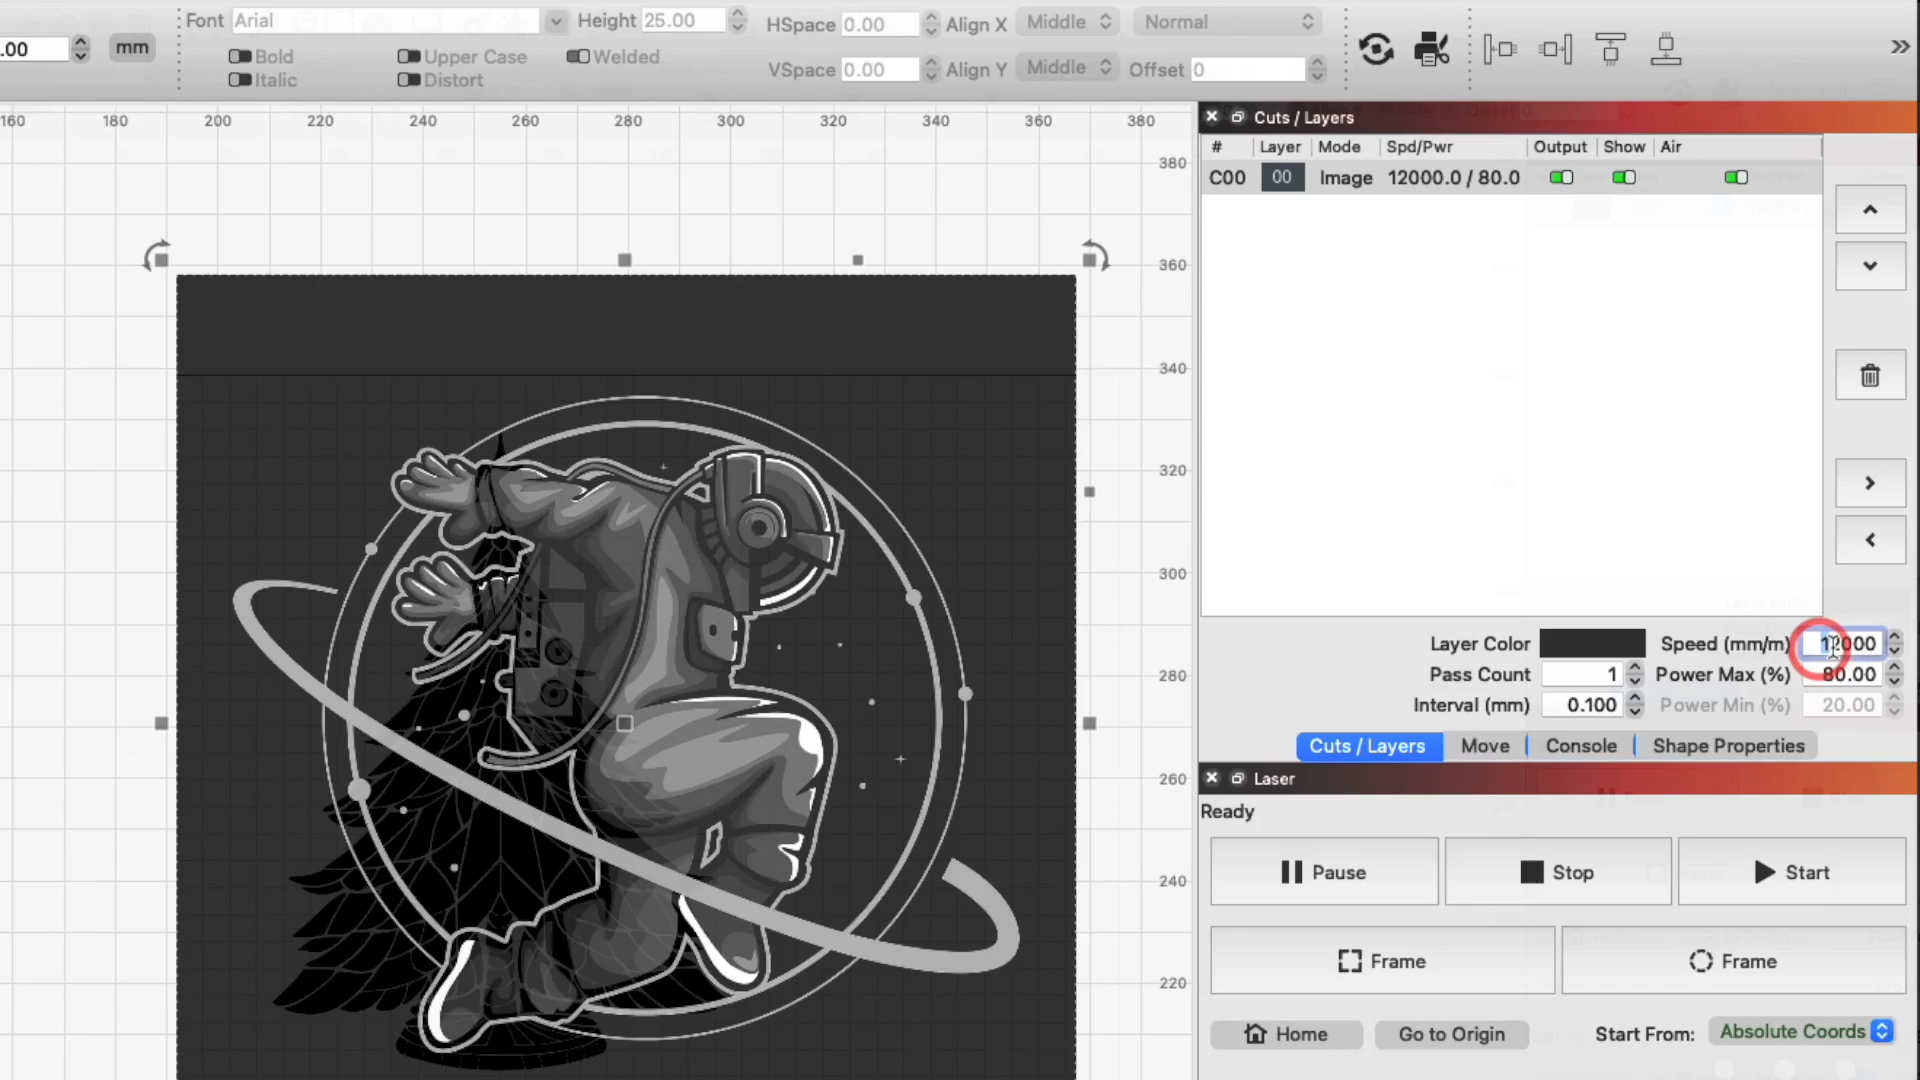 Font Arial Height 25.00 HSpace 0.00 Align X Middle Normal
.00 mm Bold Upper Case Welded
Italic Distort VSpace 0.00 Align Y Middle Offset 0
160 180 200 220 240 260 280 300 320 340 360 380
380
360
340
320
300
280
260
240
220
Cuts / Layers
# Layer Mode Spd/Pwr Output Show Air
C00 00 Image 12000.0 / 80.0
Layer Color Speed (mm/m) 12000
Pass Count 1 Power Max (%) 80.00
Interval (mm) 0.100 Power Min (%) 20.00
Cuts / Layers Move Console Shape Properties
Laser
Ready
Pause Stop Start
Frame Frame
Home Go to Origin Start From: Absolute Coords